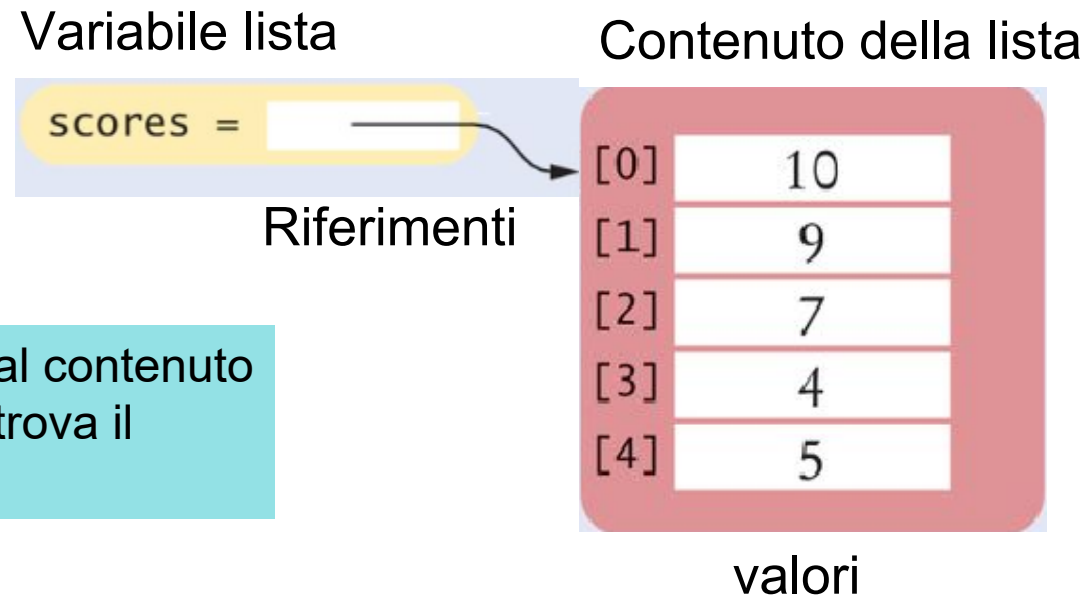 Variabile lista
Contenuto della lista
scores =
Riferimenti
[0] 10
[1] 9
[2] 7
[3] 4
[4] 5
al contenuto
trova il
valori